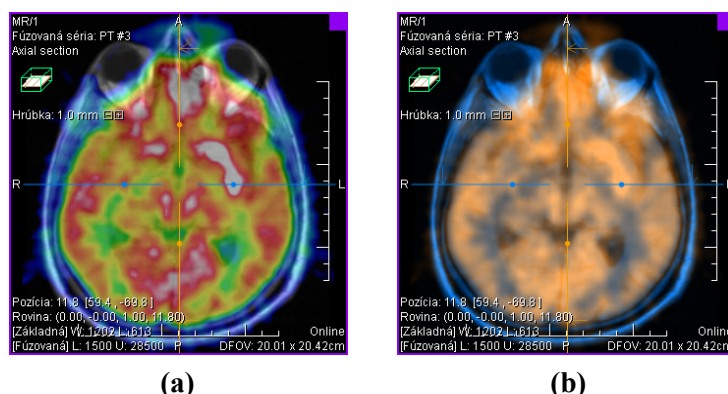 MR/1
Fúzovaná séria: PT #3
Axial section
A
Hrúbka: 1.0 mm
R
L
Pozícia: 11.8 [59.4 , -69.8]
Rovina: (0.00, -0.00, 1.00, 11.80)
[Základná] W: 1202 L: 613
Online
[Fúzovaná] L: 1500 U: 28500 P
DFOV: 20.01 x 20.42cm
(a)
MR/1
Fúzovaná séria: PT #3
Axial section
A
Hrúbka: 1.0 mm
R
L
Pozícia: 11.8 [59.4 , -69.8]
Rovina: (0.00, -0.00, 1.00, 11.80)
[Základná] W: 1202 L: 613
Online
[Fúzovaná] L: 1500 U: 28500 P
DFOV: 20.01 x 20.42cm
(b)